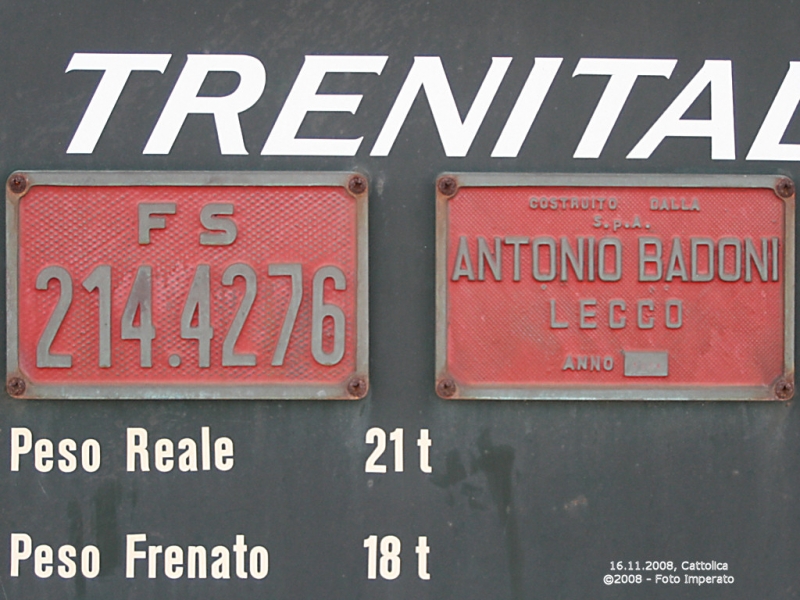 TRENITAL
FS
214.4276
COSTRUITO DALLA
S.p.A.
ANTONIO BADONI
LECCO
ANNO
Peso Reale 21 t
Peso Frenato 18 t
16.11.2008, Cattolica
©2008 - Foto Imperato